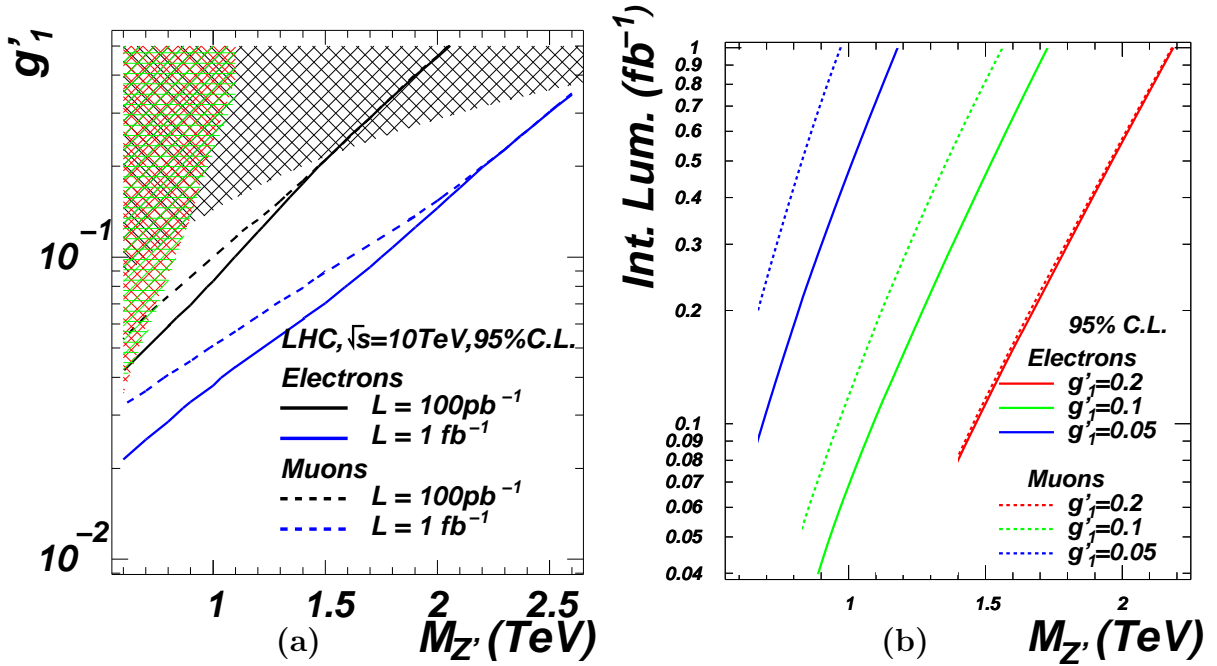 g'₁
10⁻¹
10⁻²
LHC, √s=10TeV,95%C.L.
Electrons
L = 100pb⁻¹
L = 1 fb⁻¹
Muons
L = 100pb⁻¹
L = 1 fb⁻¹
1 1.5 2 2.5
(a) M_Z' (TeV)
Int. Lum. (fb⁻¹)
1
0.9
0.8
0.7
0.6
0.5
0.4
0.3
0.2
0.1
0.09
0.08
0.07
0.06
0.05
0.04
95% C.L.
Electrons
g'₁=0.2
g'₁=0.1
g'₁=0.05
Muons
g'₁=0.2
g'₁=0.1
g'₁=0.05
1 1.5 2
(b) M_Z' (TeV)